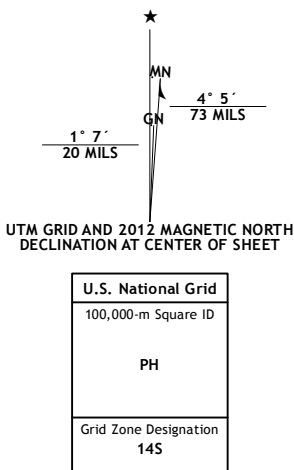 ★
MN
GN
4° 5´
73 MILS
1° 7´
20 MILS
UTM GRID AND 2012 MAGNETIC NORTH
DECLINATION AT CENTER OF SHEET
U.S. National Grid
100,000-m Square ID
PH
Grid Zone Designation
14S